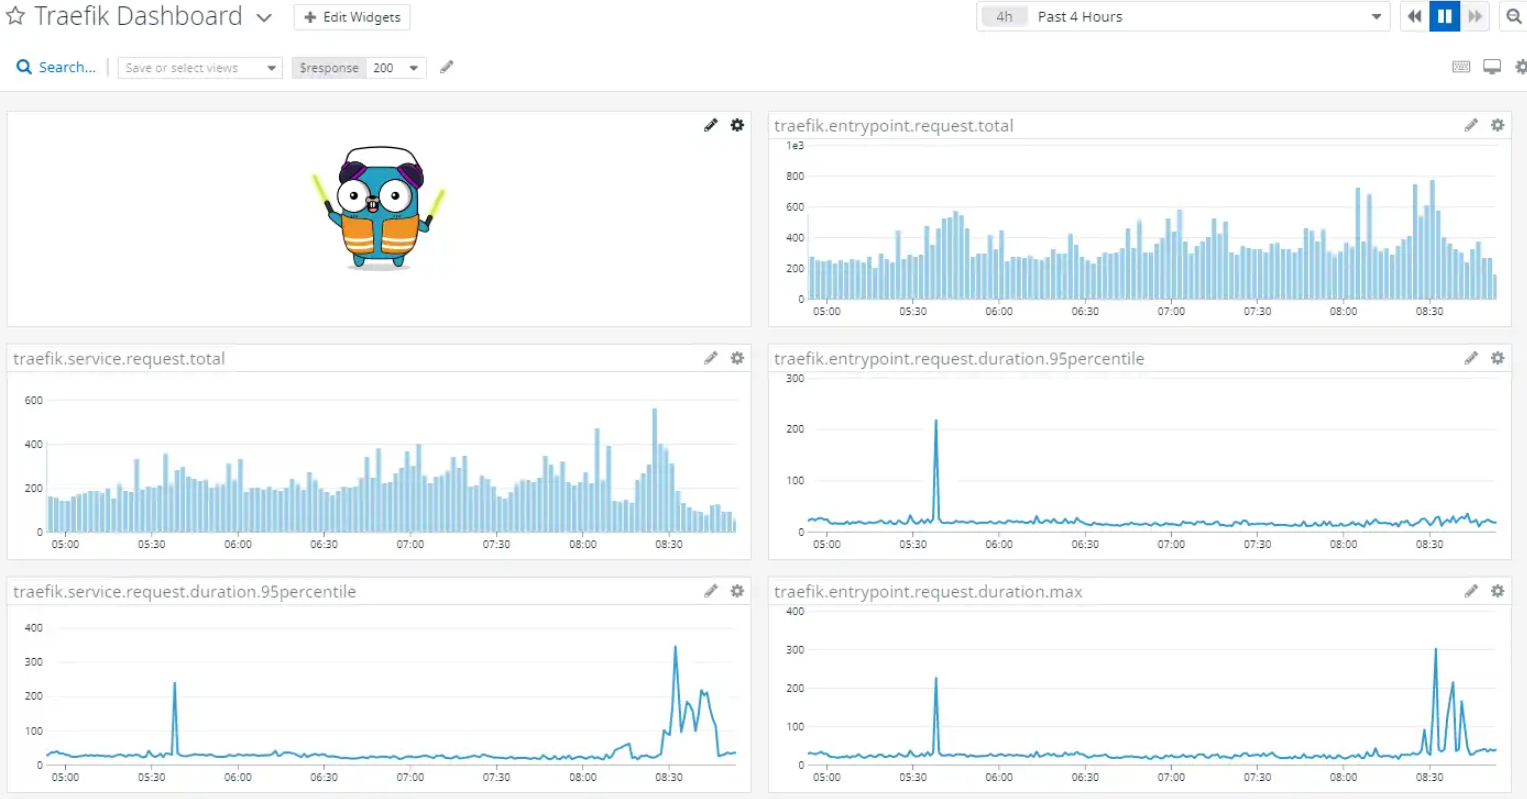 Traefik Dashboard
Edit Widgets
4h Past 4 Hours
Search...
Save or select views
$response 200
traefik.entrypoint.request.total
1e3
800
600
400
200
0
05:00 05:30 06:00 06:30 07:00 07:30 08:00 08:30
traefik.service.request.total
600
400
200
0
05:00 05:30 06:00 06:30 07:00 07:30 08:00 08:30
traefik.entrypoint.request.duration.95percentile
300
200
100
0
05:00 05:30 06:00 06:30 07:00 07:30 08:00 08:30
traefik.service.request.duration.95percentile
400
300
200
100
0
05:00 05:30 06:00 06:30 07:00 07:30 08:00 08:30
traefik.entrypoint.request.duration.max
400
300
200
100
0
05:00 05:30 06:00 06:30 07:00 07:30 08:00 08:30